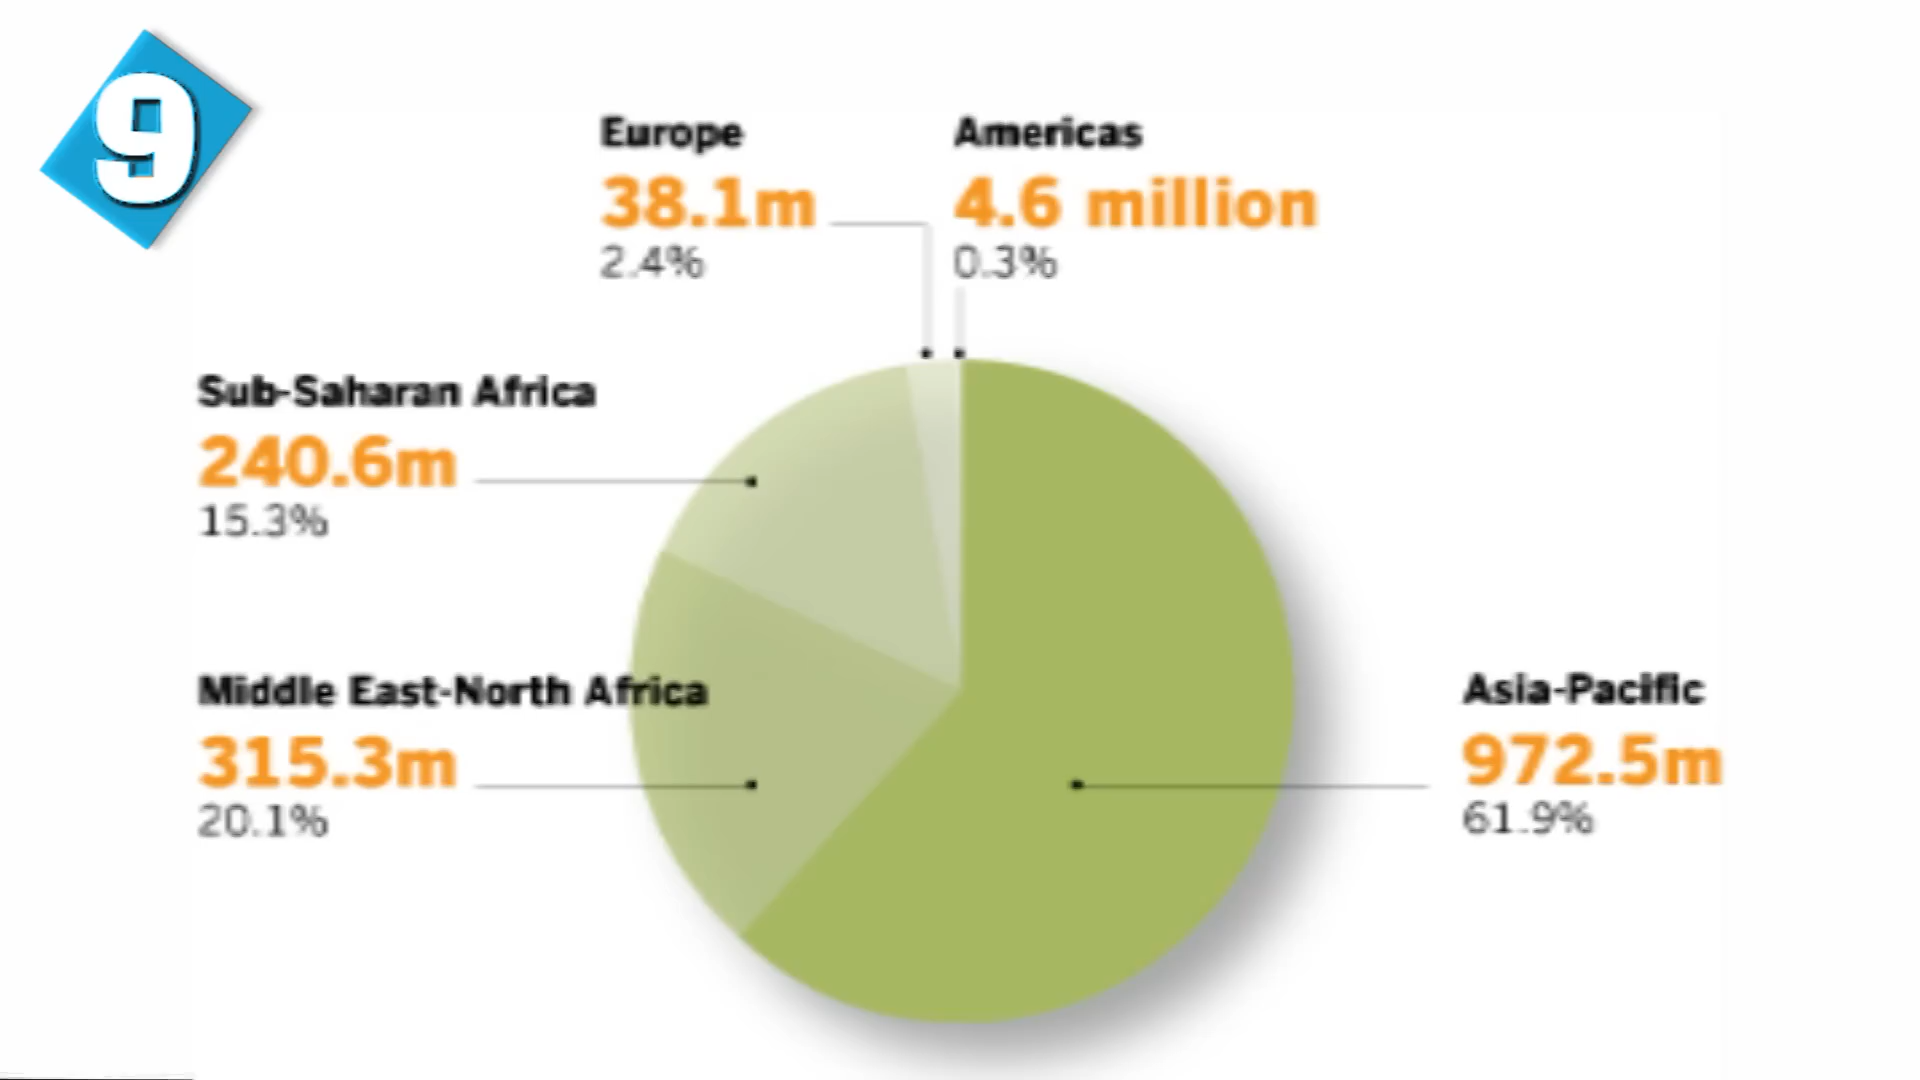 9
Europe
38.1m
2.4%
Americas
4.6 million
0.3%
Sub-Saharan Africa
240.6m
15.3%
Middle East-North Africa
315.3m
20.1%
Asia-Pacific
972.5m
61.9%